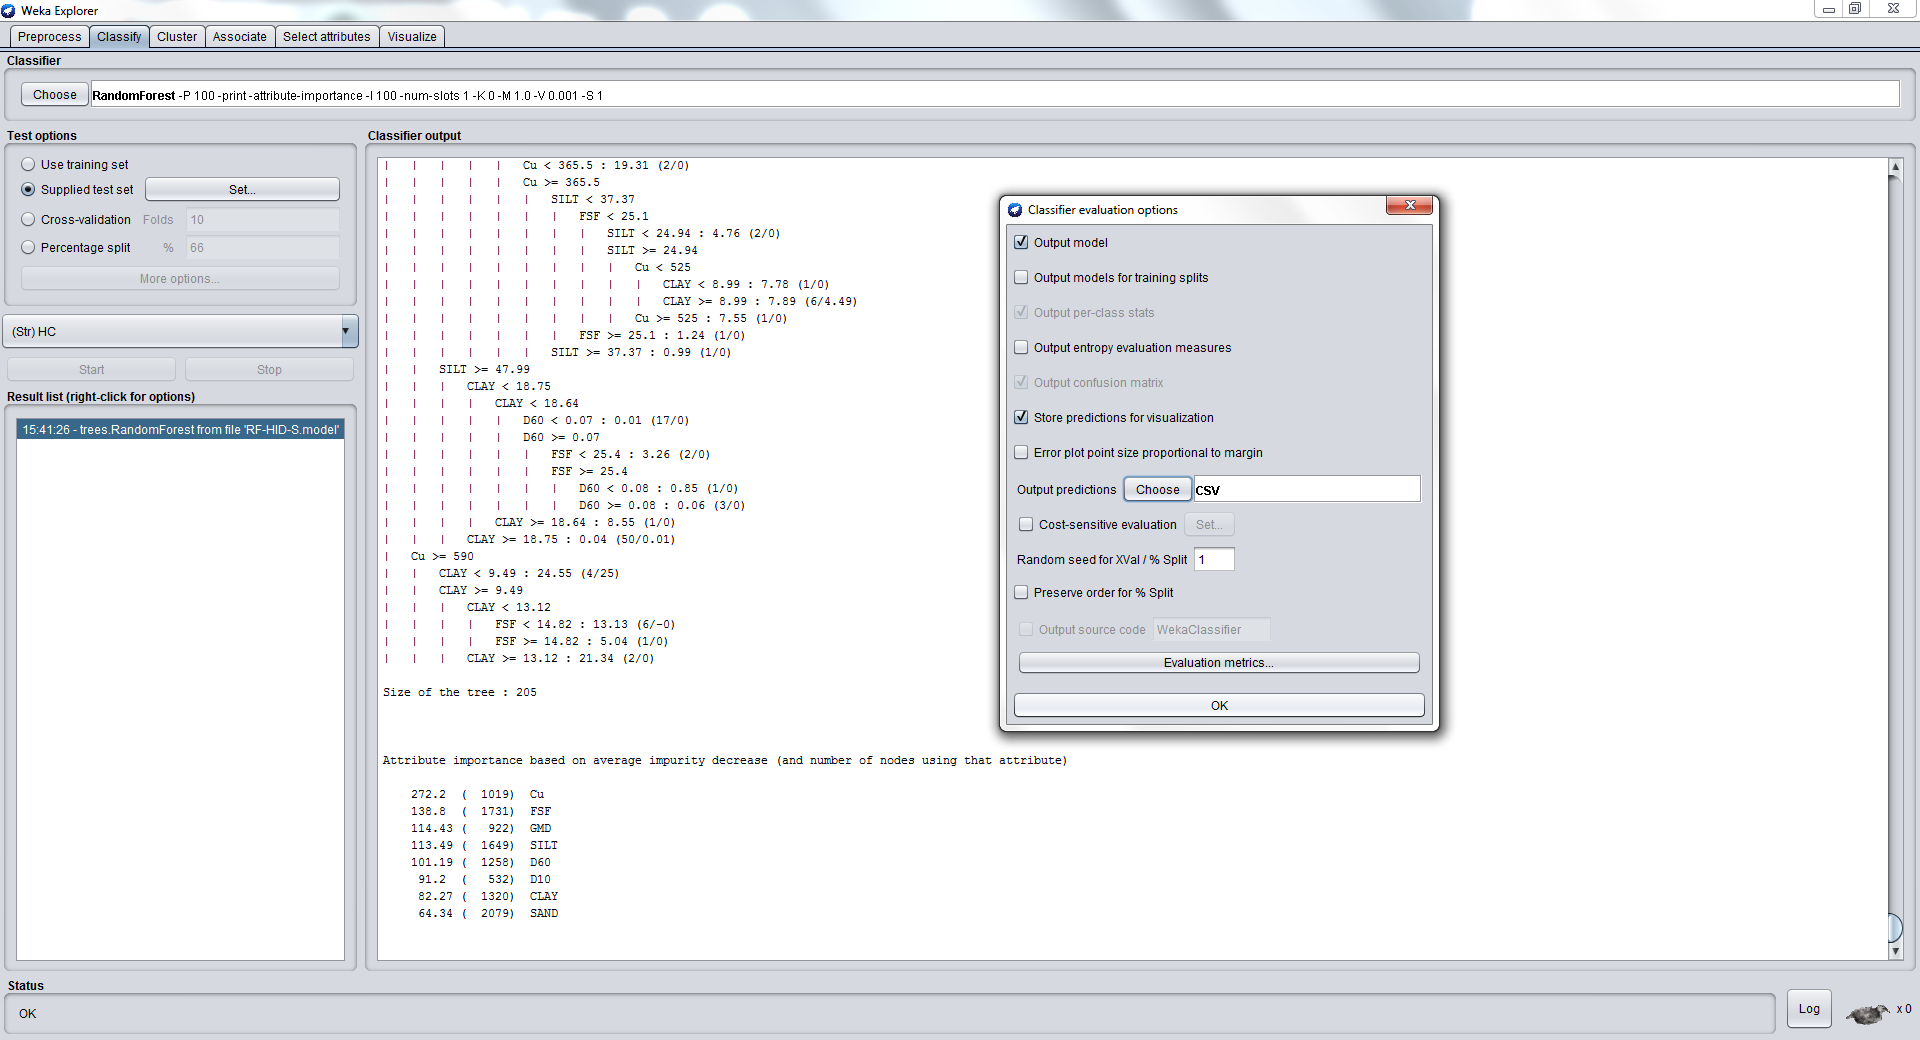 Weka Explorer
Preprocess Classify Cluster Associate Select attributes Visualize
Classifier
Choose RandomForest -P 100 -print -attribute-importance -I 100 -num-slots 1 -K 0 -M 1.0 -V 0.001 -S 1
Test options
Use training set
Supplied test set Set...
Cross-validation Folds 10
Percentage split % 66
More options...
(Str) HC
Start Stop
Result list (right-click for options)
15:41:26 - trees.RandomForest from file 'RF-HID-S.model'
Classifier output
| | | | | Cu < 365.5 : 19.31 (2/0)
| | | | | Cu >= 365.5
| | | | | | SILT < 37.37
| | | | | | | FSF < 25.1
| | | | | | | | SILT < 24.94 : 4.76 (2/0)
| | | | | | | | SILT >= 24.94
| | | | | | | | | Cu < 525
| | | | | | | | | | CLAY < 8.99 : 7.78 (1/0)
| | | | | | | | | | CLAY >= 8.99 : 7.89 (6/4.49)
| | | | | | | | | Cu >= 525 : 7.55 (1/0)
| | | | | | | FSF >= 25.1 : 1.24 (1/0)
| | | | | | SILT >= 37.37 : 0.99 (1/0)
| | SILT >= 47.99
| | | CLAY < 18.75
| | | | CLAY < 18.64
| | | | | D60 < 0.07 : 0.01 (17/0)
| | | | | D60 >= 0.07
| | | | | | FSF < 25.4 : 3.26 (2/0)
| | | | | | FSF >= 25.4
| | | | | | | D60 < 0.08 : 0.85 (1/0)
| | | | | | | D60 >= 0.08 : 0.06 (3/0)
| | | | CLAY >= 18.64 : 8.55 (1/0)
| | | CLAY >= 18.75 : 0.04 (50/0.01)
| Cu >= 590
| | CLAY < 9.49 : 24.55 (4/25)
| | CLAY >= 9.49
| | | CLAY < 13.12
| | | | FSF < 14.82 : 13.13 (6/-0)
| | | | FSF >= 14.82 : 5.04 (1/0)
| | | CLAY >= 13.12 : 21.34 (2/0)
Size of the tree : 205
Attribute importance based on average impurity decrease (and number of nodes using that attribute)
272.2 ( 1019) Cu
138.8 ( 1731) FSF
114.43 ( 922) GMD
113.49 ( 1649) SILT
101.19 ( 1258) D60
91.2 ( 532) D10
82.27 ( 1320) CLAY
64.34 ( 2079) SAND
Classifier evaluation options
Output model
Output models for training splits
Output per-class stats
Output entropy evaluation measures
Output confusion matrix
Store predictions for visualization
Error plot point size proportional to margin
Output predictions Choose CSV
Cost-sensitive evaluation Set...
Random seed for XVal / % Split 1
Preserve order for % Split
Output source code WekaClassifier
Evaluation metrics...
OK
Status
OK
Log x 0